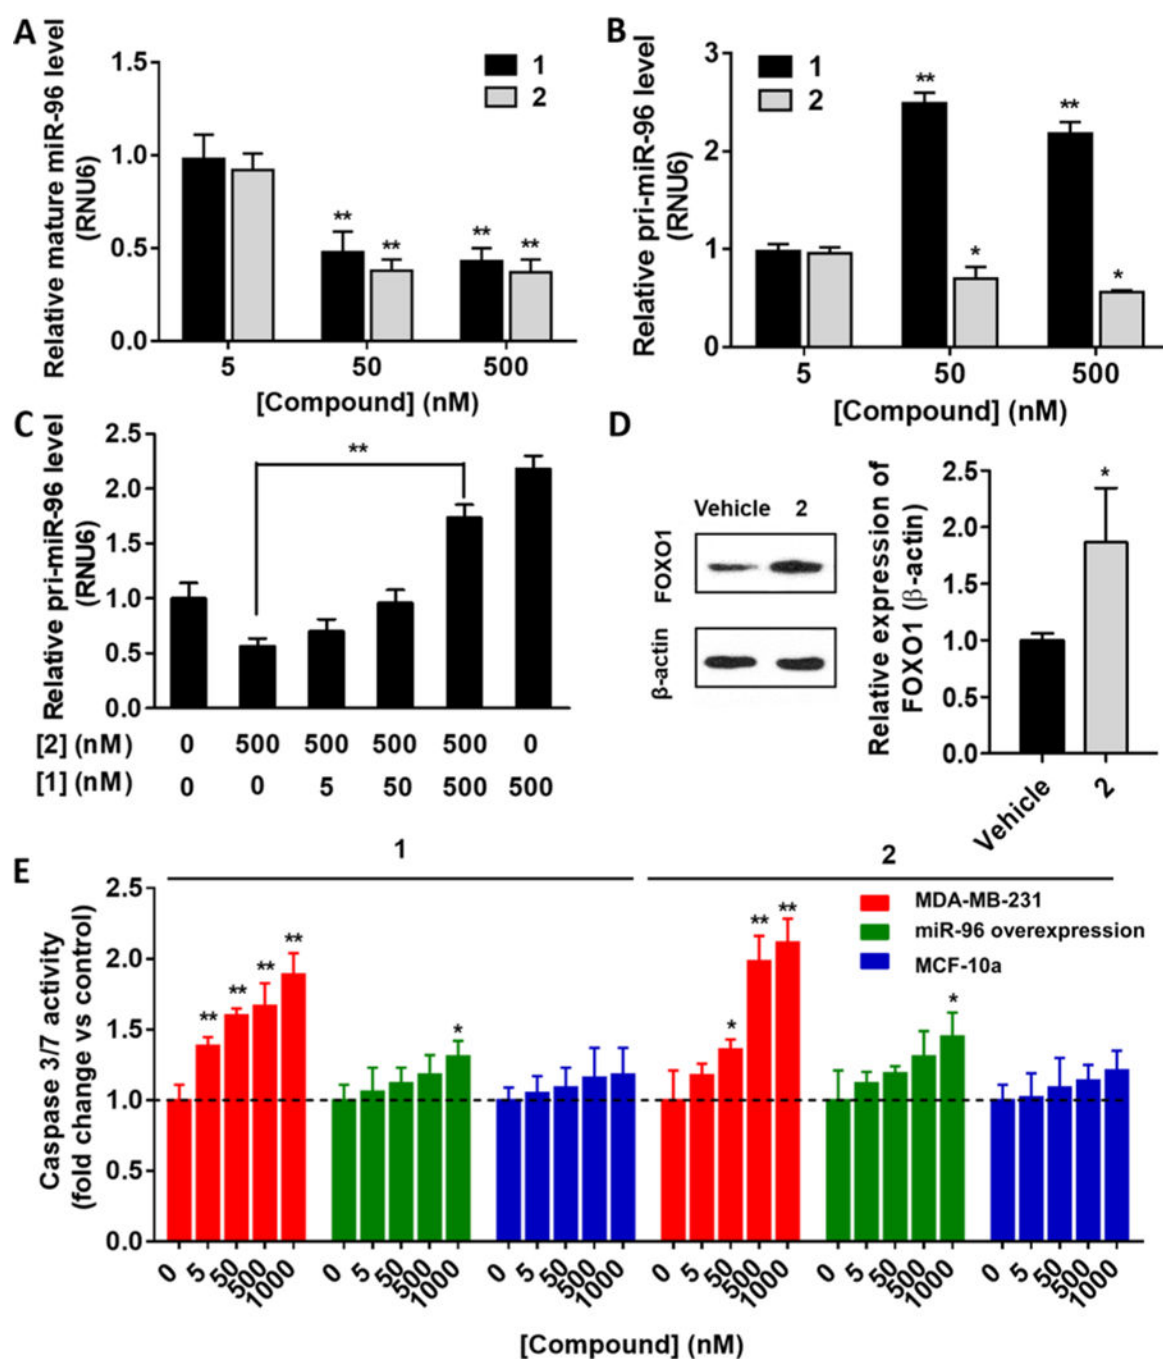 A
Relative mature miR-96 level
(RNU6)
1.5
1.0
0.5
0.0
1
2
**
**
**
**
5 50 500
[Compound] (nM)
B
Relative pri-miR-96 level
(RNU6)
3
2
1
0
1
2
**
**
*
*
5 50 500
[Compound] (nM)
C
Relative pri-miR-96 level
(RNU6)
2.5
2.0
1.5
1.0
0.5
0.0
**
[2] (nM) 0 500 500 500 500 0
[1] (nM) 0 0 5 50 500 500
D
Vehicle 2
FOXO1
β-actin
Relative expression of
FOXO1 (β-actin)
2.5
2.0
1.5
1.0
0.5
0.0
*
Vehicle 2
E
1 2
Caspase 3/7 activity
(fold change vs control)
2.5
2.0
1.5
1.0
0.5
0.0
MDA-MB-231
miR-96 overexpression
MCF-10a
** ** ** **
*
* ** **
*
0 5 50 500 1000 0 5 50 500 1000 0 5 50 500 1000 0 5 50 500 1000 0 5 50 500 1000 0 5 50 500 1000
[Compound] (nM)